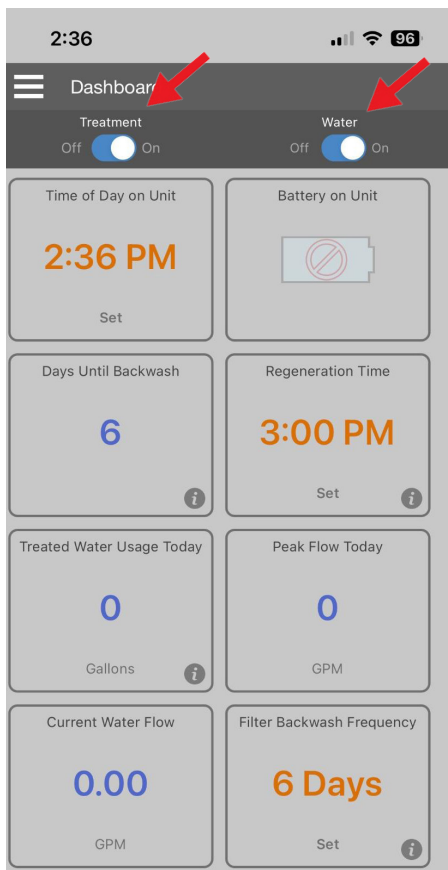 2:36
96
Dashboard
Treatment
Water
Off On
Off On
Time of Day on Unit
Battery on Unit
2:36 PM
Set
Days Until Backwash
Regeneration Time
6
3:00 PM
Set
Treated Water Usage Today
Peak Flow Today
0
0
Gallons
GPM
Current Water Flow
Filter Backwash Frequency
0.00
6 Days
GPM
Set